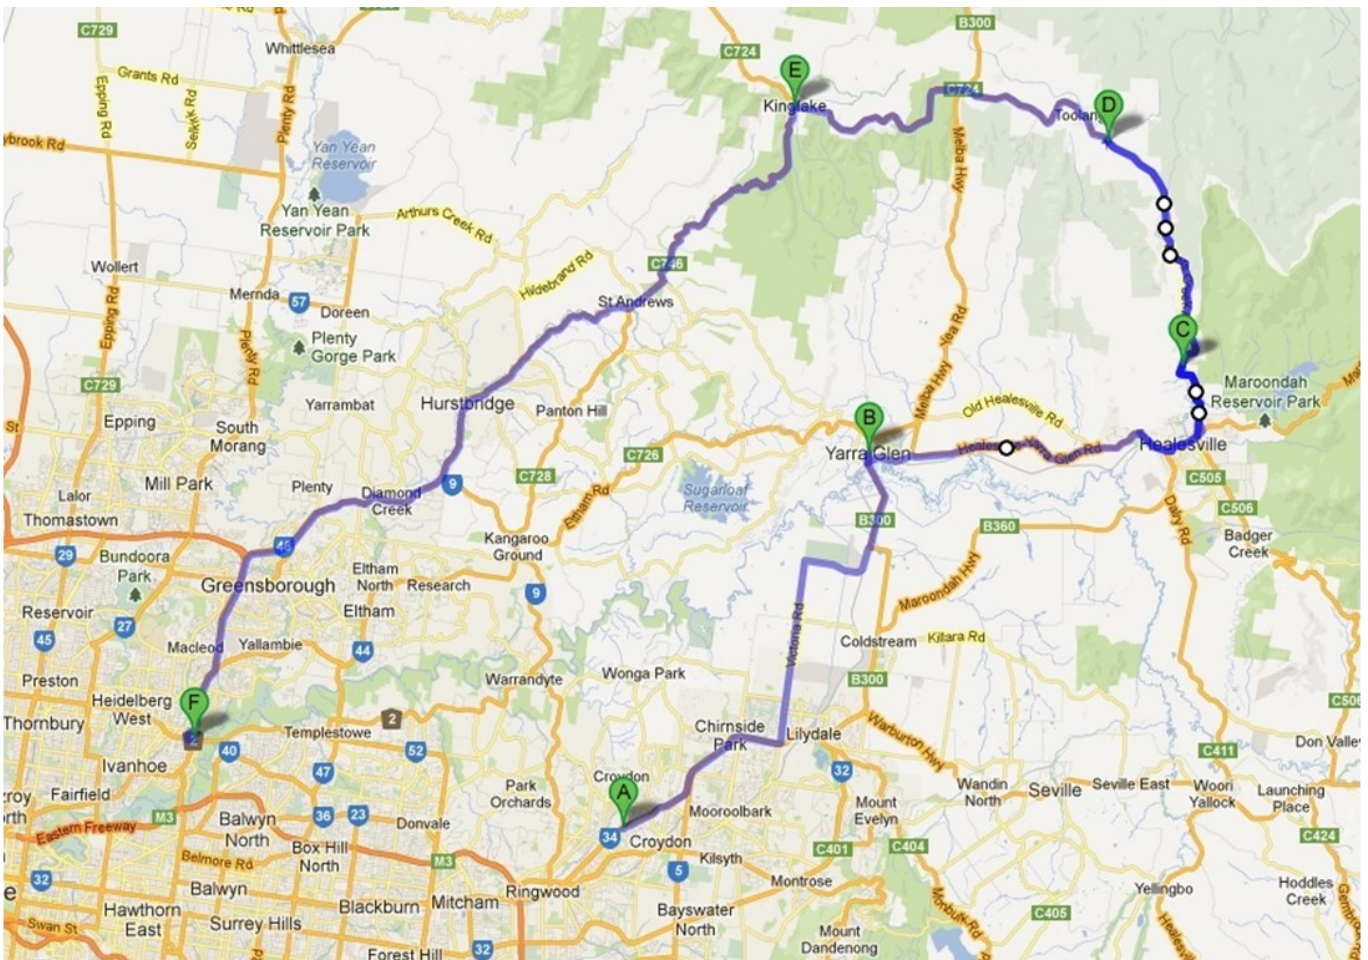 C729
Whittlesea
C724
B300
Grants Rd
Epping Rd
Selkirk Rd
Plenty Rd
E
Kinglake
C724
Toolangi
D
ybrook Rd
Yan Yean
Reservoir
Melba Hwy
Yan Yean
Reservoir Park
Arthurs Creek Rd
Wollert
Hildebrand Rd
C746
Mernda
57
Doreen
St Andrews
Epping Rd
Plenty Rd
Plenty
Gorge Park
Yea Rd
C
C729
Yarrambat
Hurstbridge
Panton Hill
Melba Hwy
Maroondah
Reservoir Park
St
Epping
South
Morang
B
Old Healesville Rd
Yarra Glen
Yarra Glen Rd
Healesville
C726
C728
Mill Park
Plenty
Diamond
Creek
9
Eltham Rd
Sugarloaf
Reservoir
C505
C506
Lalor
Thomastown
B300
B360
Dalry Rd
Badger
Creek
29
Bundoora
Park
46
Kangaroo
Ground
Greensborough
Eltham
North
Research
9
Maroondah Hwy
Reservoir
27
Eltham
Victoria Rd
45
Macleod
Yallambie
44
Coldstream
Killara Rd
Preston
Warrandyte
Wonga Park
B300
Heidelberg
West
F
Thornbury
2
Templestowe
Chirnside
Park
Lilydale
Warburton Hwy
40
52
C411
Don Valley
Ivanhoe
47
32
Croydon
Fairfield
Park
Orchards
A
Wandin
North
Seville
Seville East
Woori
Yallock
Launching
Place
M3
36
23
Mooroolbark
Mount
Evelyn
Eastern Freeway
Balwyn
North
Donvale
34
Croydon
C424
Belmore Rd
Box Hill
North
M3
Kilsyth
C401
C404
32
5
Montrose
Balwyn
Ringwood
Yellingbo
Hoddles
Creek
Hawthorn
East
Blackburn
Mitcham
Bayswater
North
Monbulk Rd
C405
Swan St
Surrey Hills
Forest Hill
32
Mount
Dandenong